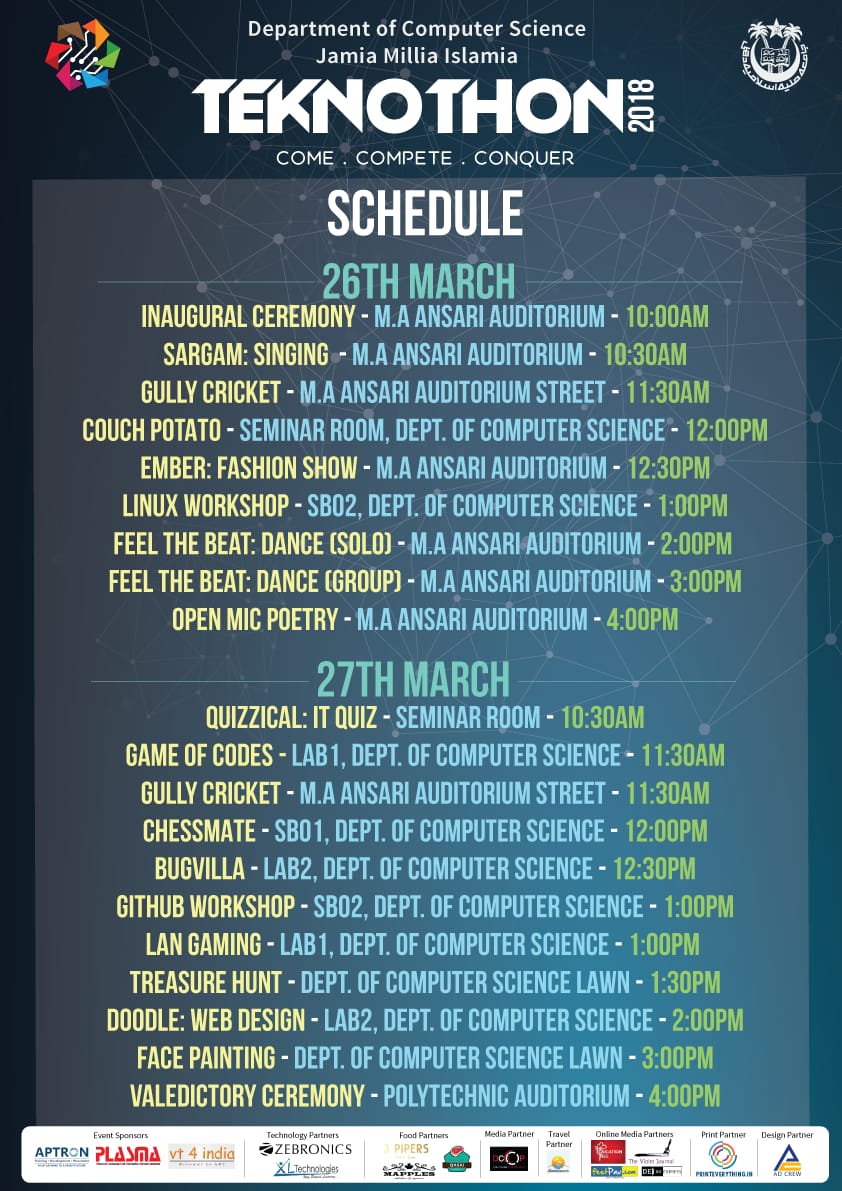 Department of Computer Science
Jamia Millia Islamia
TEKNOTHON 2018
COME . COMPETE . CONQUER
SCHEDULE
26TH MARCH
INAUGURAL CEREMONY - M.A ANSARI AUDITORIUM - 10:00AM
SARGAM: SINGING - M.A ANSARI AUDITORIUM - 10:30AM
GULLY CRICKET - M.A ANSARI AUDITORIUM STREET - 11:30AM
COUCH POTATO - SEMINAR ROOM, DEPT. OF COMPUTER SCIENCE - 12:00PM
EMBER: FASHION SHOW - M.A ANSARI AUDITORIUM - 12:30PM
LINUX WORKSHOP - SB02, DEPT. OF COMPUTER SCIENCE - 1:00PM
FEEL THE BEAT: DANCE (SOLO) - M.A ANSARI AUDITORIUM - 2:00PM
FEEL THE BEAT: DANCE (GROUP) - M.A ANSARI AUDITORIUM - 3:00PM
OPEN MIC POETRY - M.A ANSARI AUDITORIUM - 4:00PM
27TH MARCH
QUIZZICAL: IT QUIZ - SEMINAR ROOM - 10:30AM
GAME OF CODES - LAB1, DEPT. OF COMPUTER SCIENCE - 11:30AM
GULLY CRICKET - M.A ANSARI AUDITORIUM STREET - 11:30AM
CHESSMATE - SB01, DEPT. OF COMPUTER SCIENCE - 12:00PM
BUGVILLA - LAB2, DEPT. OF COMPUTER SCIENCE - 12:30PM
GITHUB WORKSHOP - SB02, DEPT. OF COMPUTER SCIENCE - 1:00PM
LAN GAMING - LAB1, DEPT. OF COMPUTER SCIENCE - 1:00PM
TREASURE HUNT - DEPT. OF COMPUTER SCIENCE LAWN - 1:30PM
DOODLE: WEB DESIGN - LAB2, DEPT. OF COMPUTER SCIENCE - 2:00PM
FACE PAINTING - DEPT. OF COMPUTER SCIENCE LAWN - 3:00PM
VALEDICTORY CEREMONY - POLYTECHNIC AUDITORIUM - 4:00PM
Event Sponsors
APTRON
PLASMA
vt 4 india
Technology Partners
ZEBRONICS
XLTechnologies
Food Partners
3 PIPERS
MAPPLES
QASAI
Media Partner
Travel Partner
Online Media Partners
The Violet Journal
Print Partner
PRINTEVERYTHING.IN
Design Partner
AD CREW